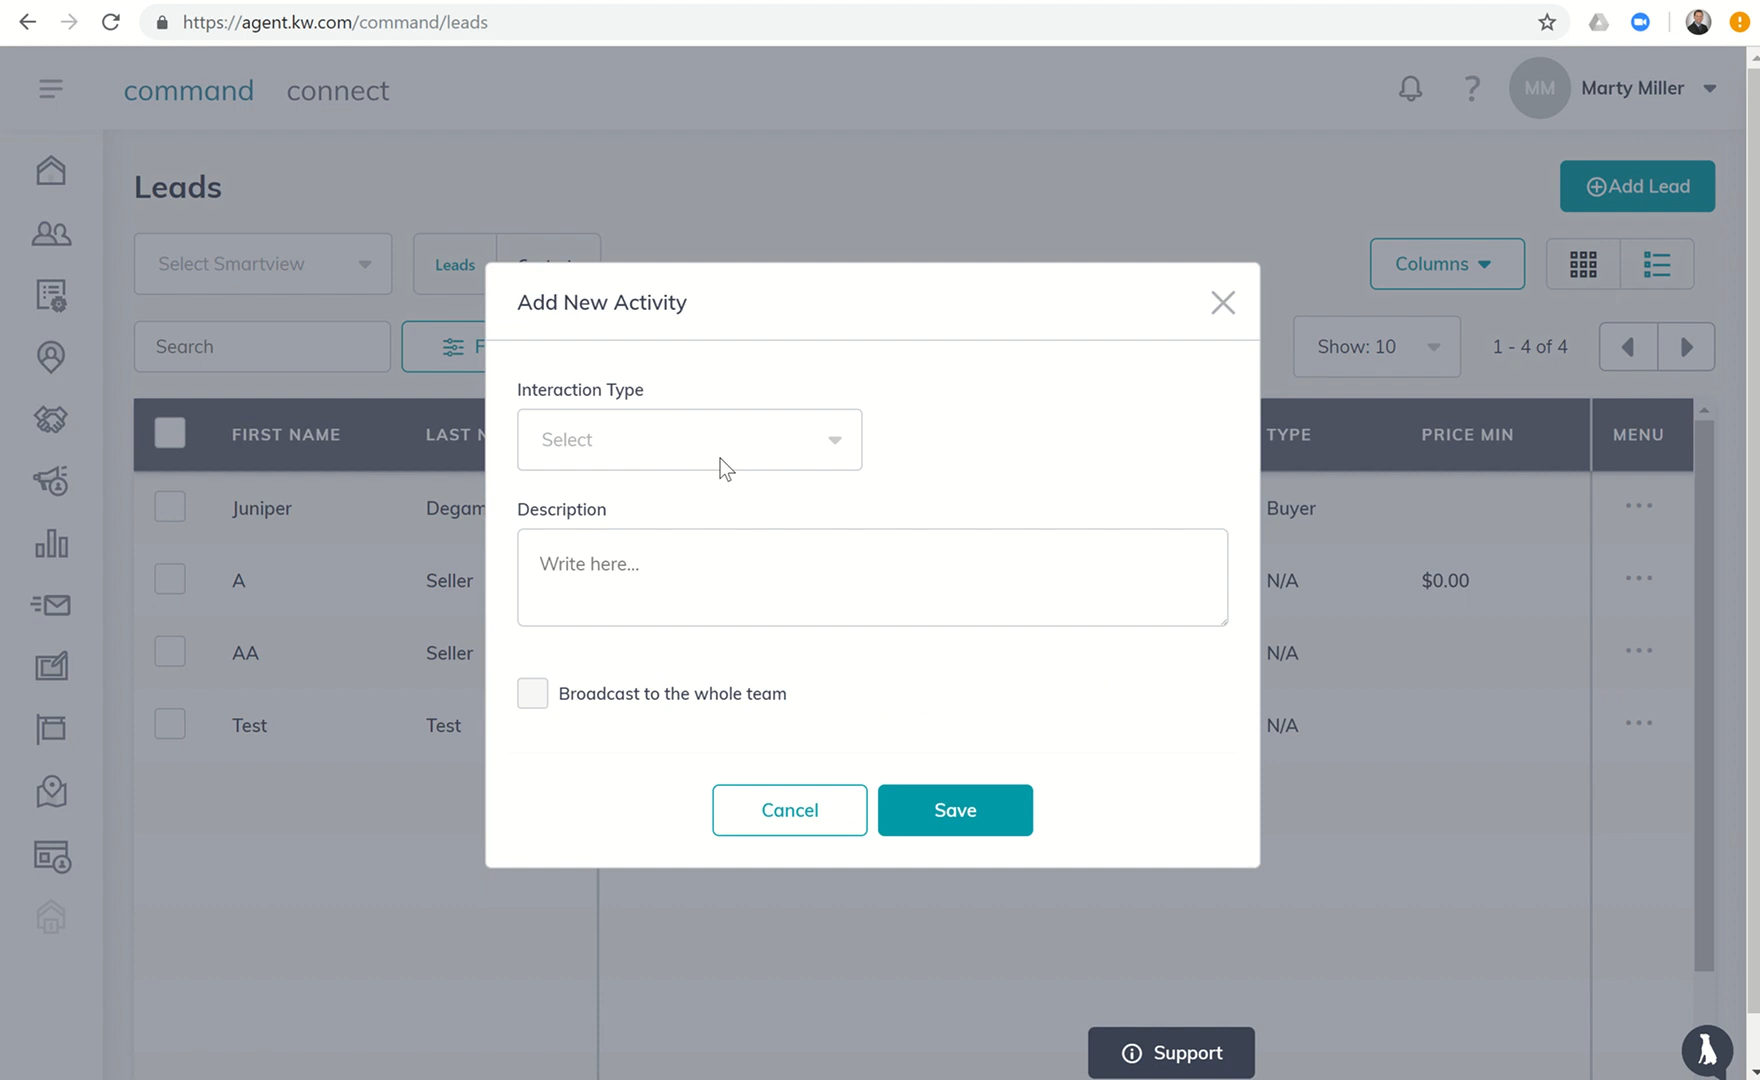 https://agent.kw.com/command/leads
command connect
? MM Marty Miller
Leads
Add Lead
Select Smartview
Leads
Columns
Add New Activity
Search
F
Show: 10
1 - 4 of 4
Interaction Type
Select
FIRST NAME LAST N TYPE PRICE MIN MENU
Juniper Degam Buyer ...
Description
Write here...
A Seller N/A $0.00 ...
AA Seller N/A ...
Broadcast to the whole team
Test Test N/A ...
Cancel Save
Support